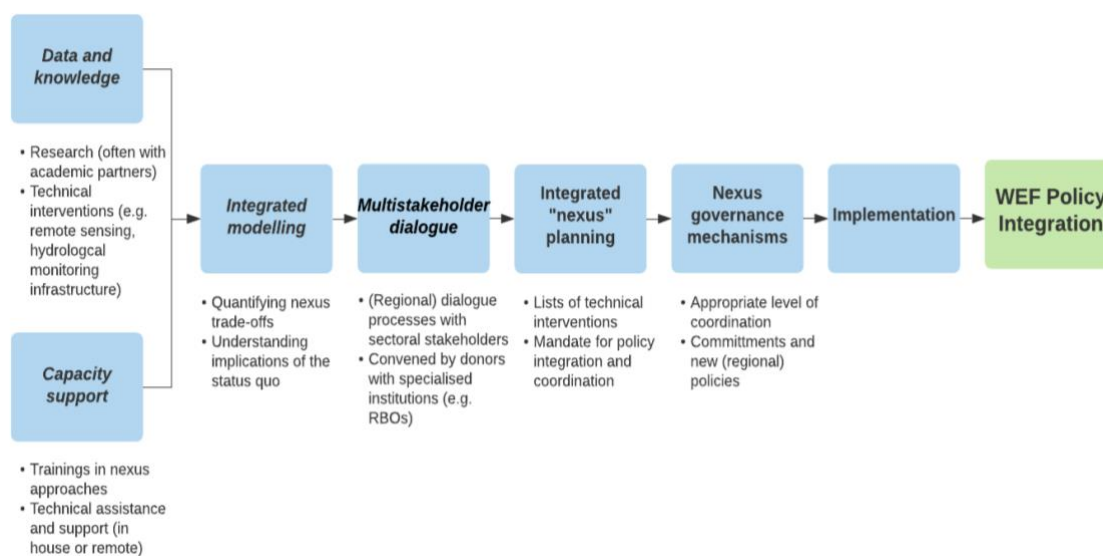 Data and
knowledge
• Research (often with
academic partners)
• Technical
interventions (e.g.
remote sensing,
hydrologcal
monitoring
infrastructure)
Capacity
support
• Trainings in nexus
approaches
• Technical assistance
and support (in
house or remote)
Integrated
modelling
• Quantifying nexus
trade-offs
• Understanding
implications of the
status quo
Multistakeholder
dialogue
• (Regional) dialogue
processes with
sectoral stakeholders
• Convened by donors
with specialised
institutions (e.g.
RBOs)
Integrated
"nexus"
planning
• Lists of technical
interventions
• Mandate for policy
integration and
coordination
Nexus
governance
mechanisms
• Appropriate level of
coordination
• Committments and
new (regional)
policies
Implementation
WEF Policy
Integration